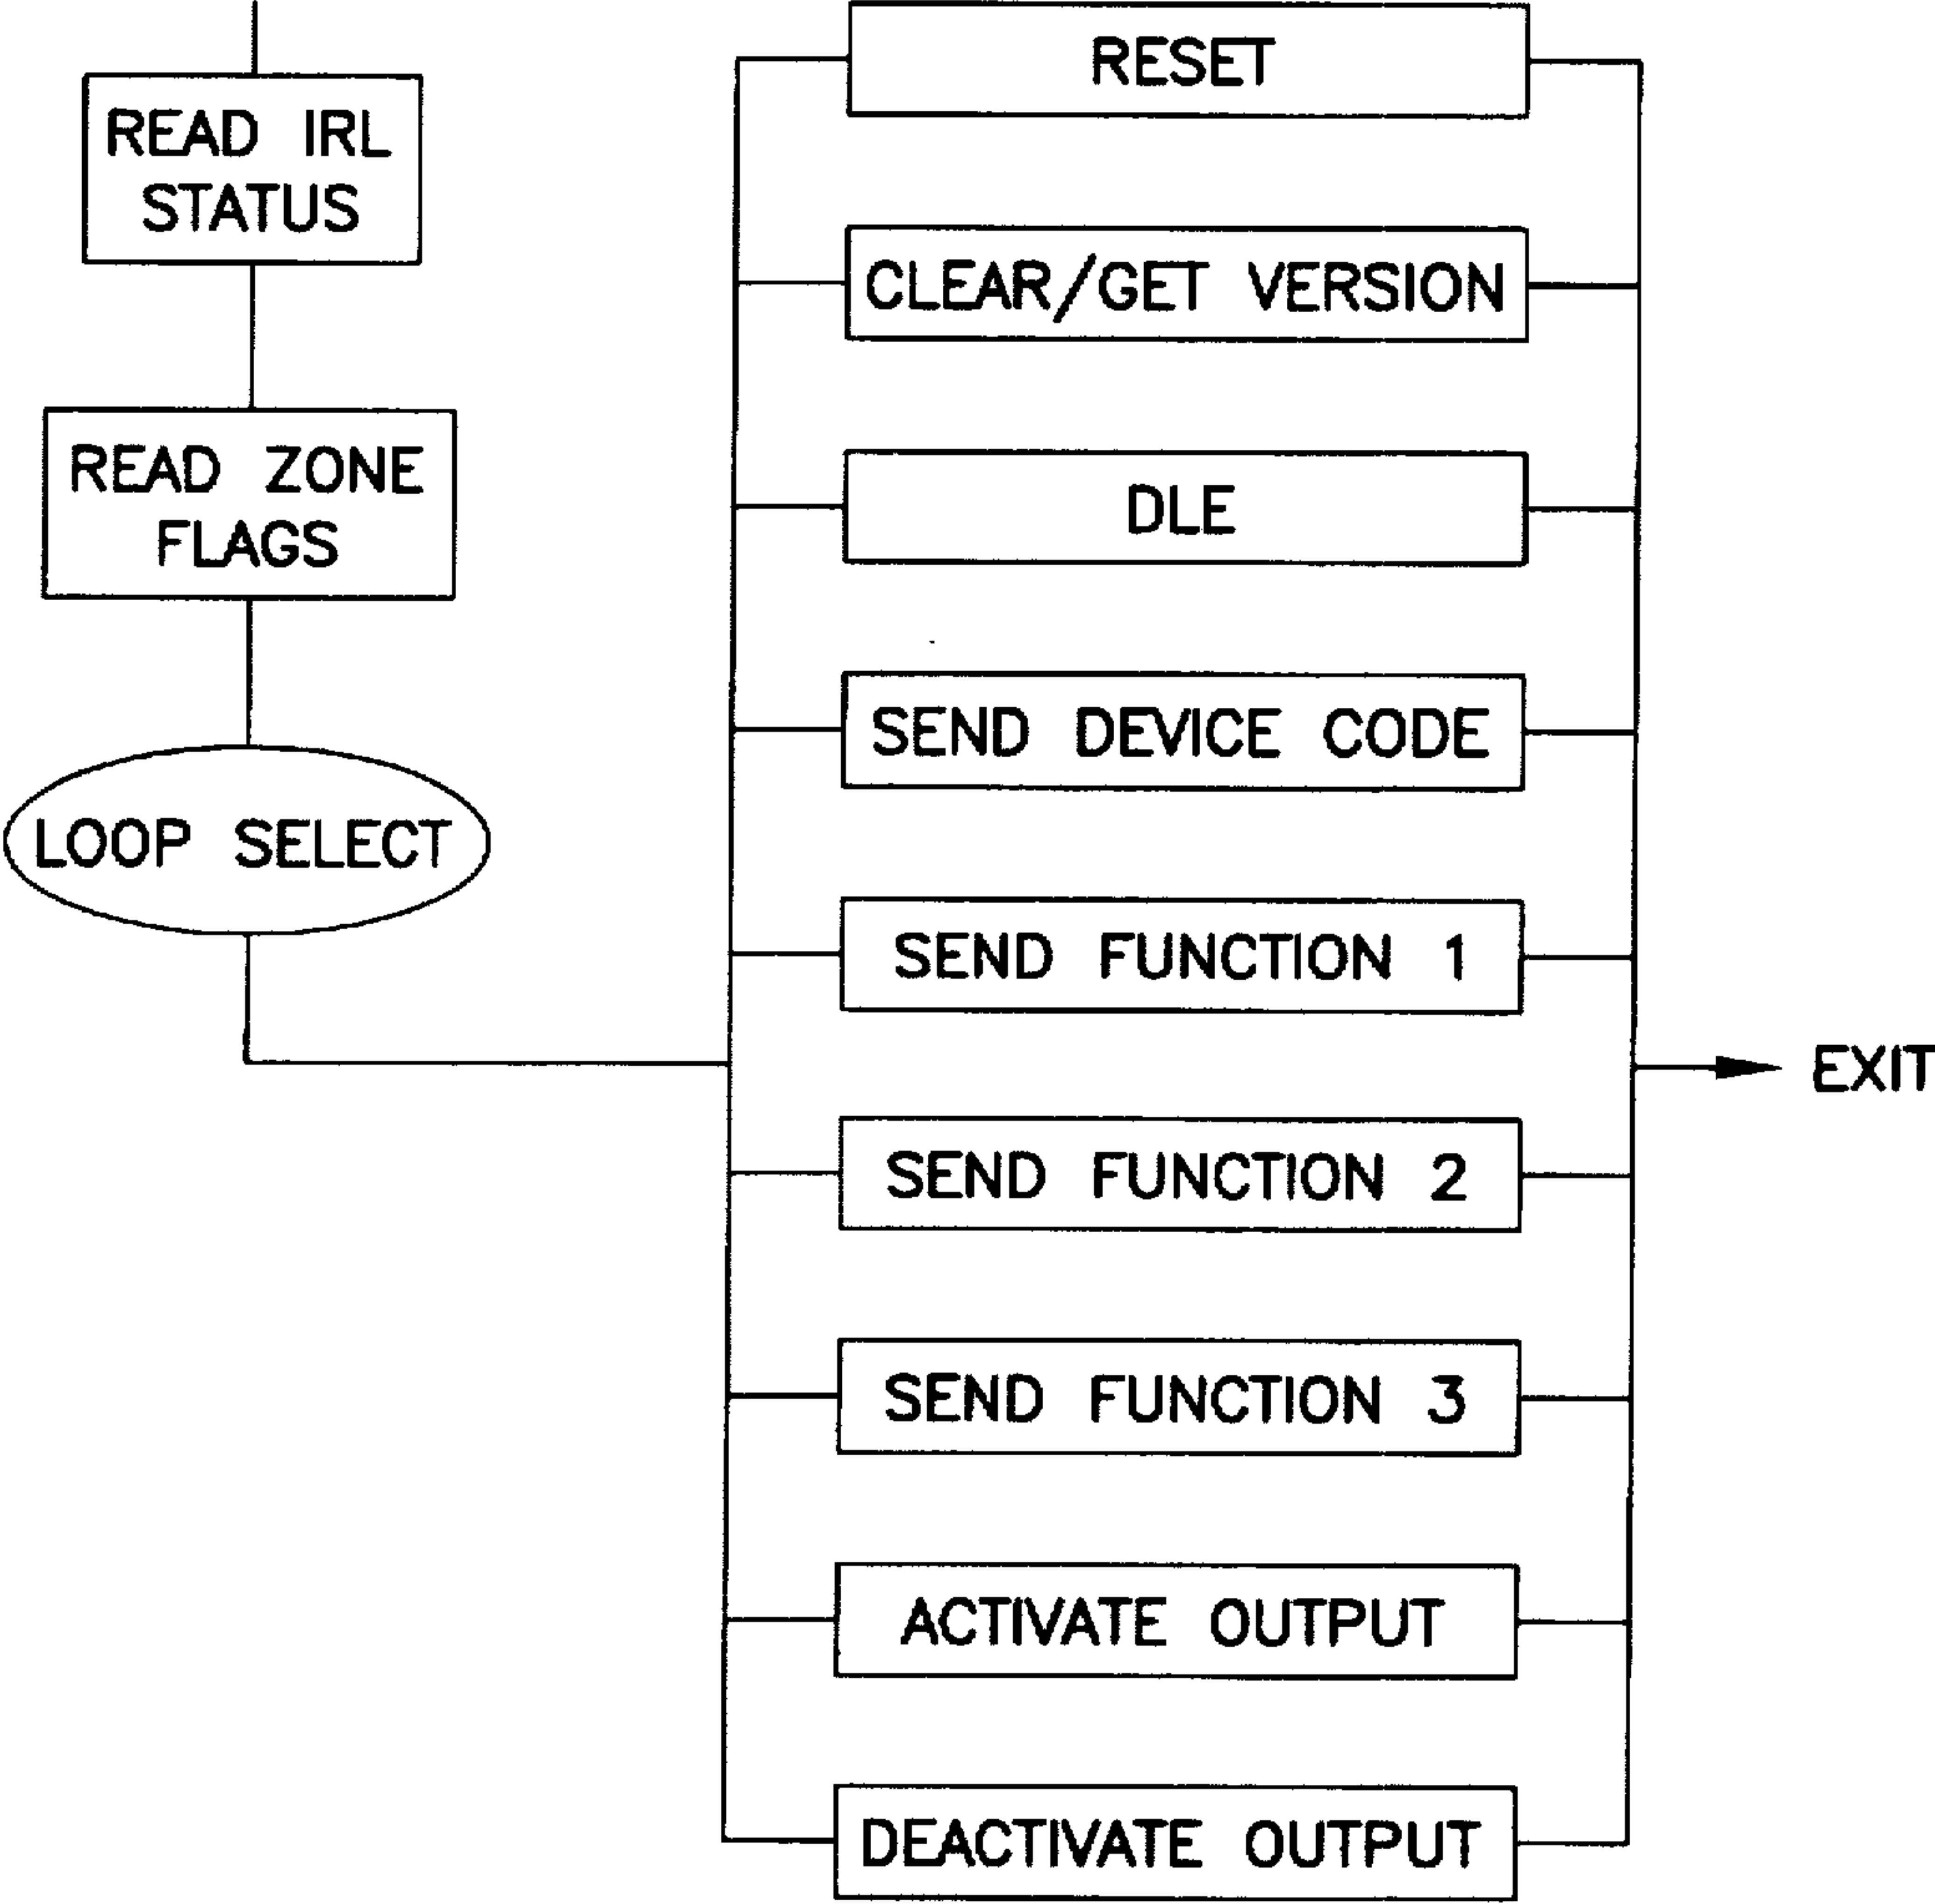 READ IRL
STATUS
READ ZONE
FLAGS
LOOP SELECT
RESET
CLEAR/GET VERSION
DLE
SEND DEVICE CODE
SEND FUNCTION 1
SEND FUNCTION 2
SEND FUNCTION 3
ACTIVATE OUTPUT
DEACTIVATE OUTPUT
EXIT